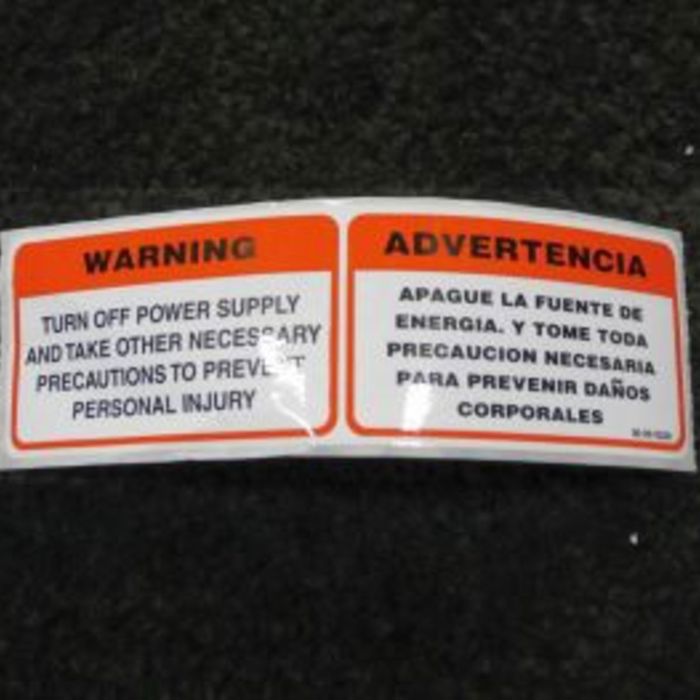 WARNING
TURN OFF POWER SUPPLY
AND TAKE OTHER NECESSARY
PRECAUTIONS TO PREVENT
PERSONAL INJURY
ADVERTENCIA
APAGUE LA FUENTE DE
ENERGIA. Y TOME TODA
PRECAUCION NECESARIA
PARA PREVENIR DAÑOS
CORPORALES